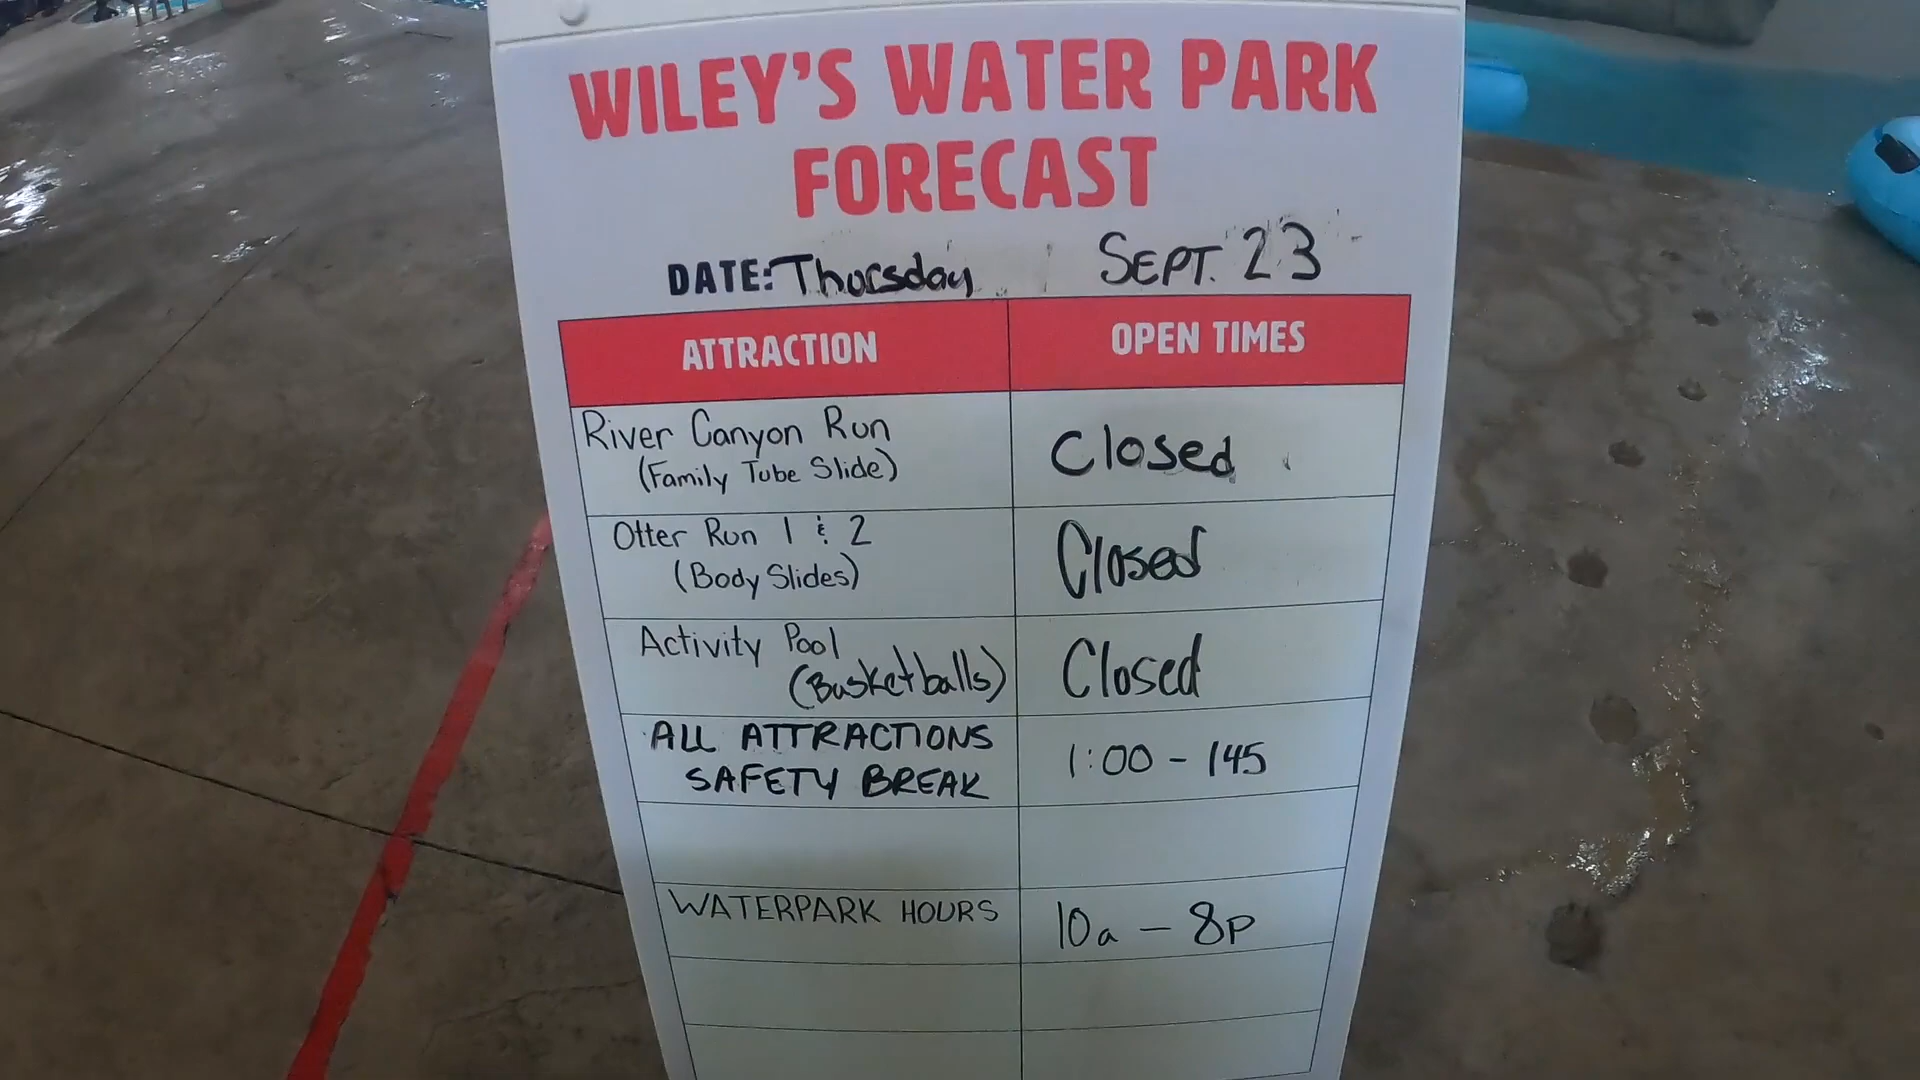 WILEY'S WATER PARK
FORECAST
DATE: Thursday SEPT. 23
ATTRACTION OPEN TIMES
River Canyon Run
(Family Tube Slide)
Closed
Otter Run 1 & 2
(Body Slides)
Closed
Activity Pool
(Basketballs)
Closed
ALL ATTRACTIONS
SAFETY BREAK
1:00 - 145
WATERPARK HOURS 10a - 8p